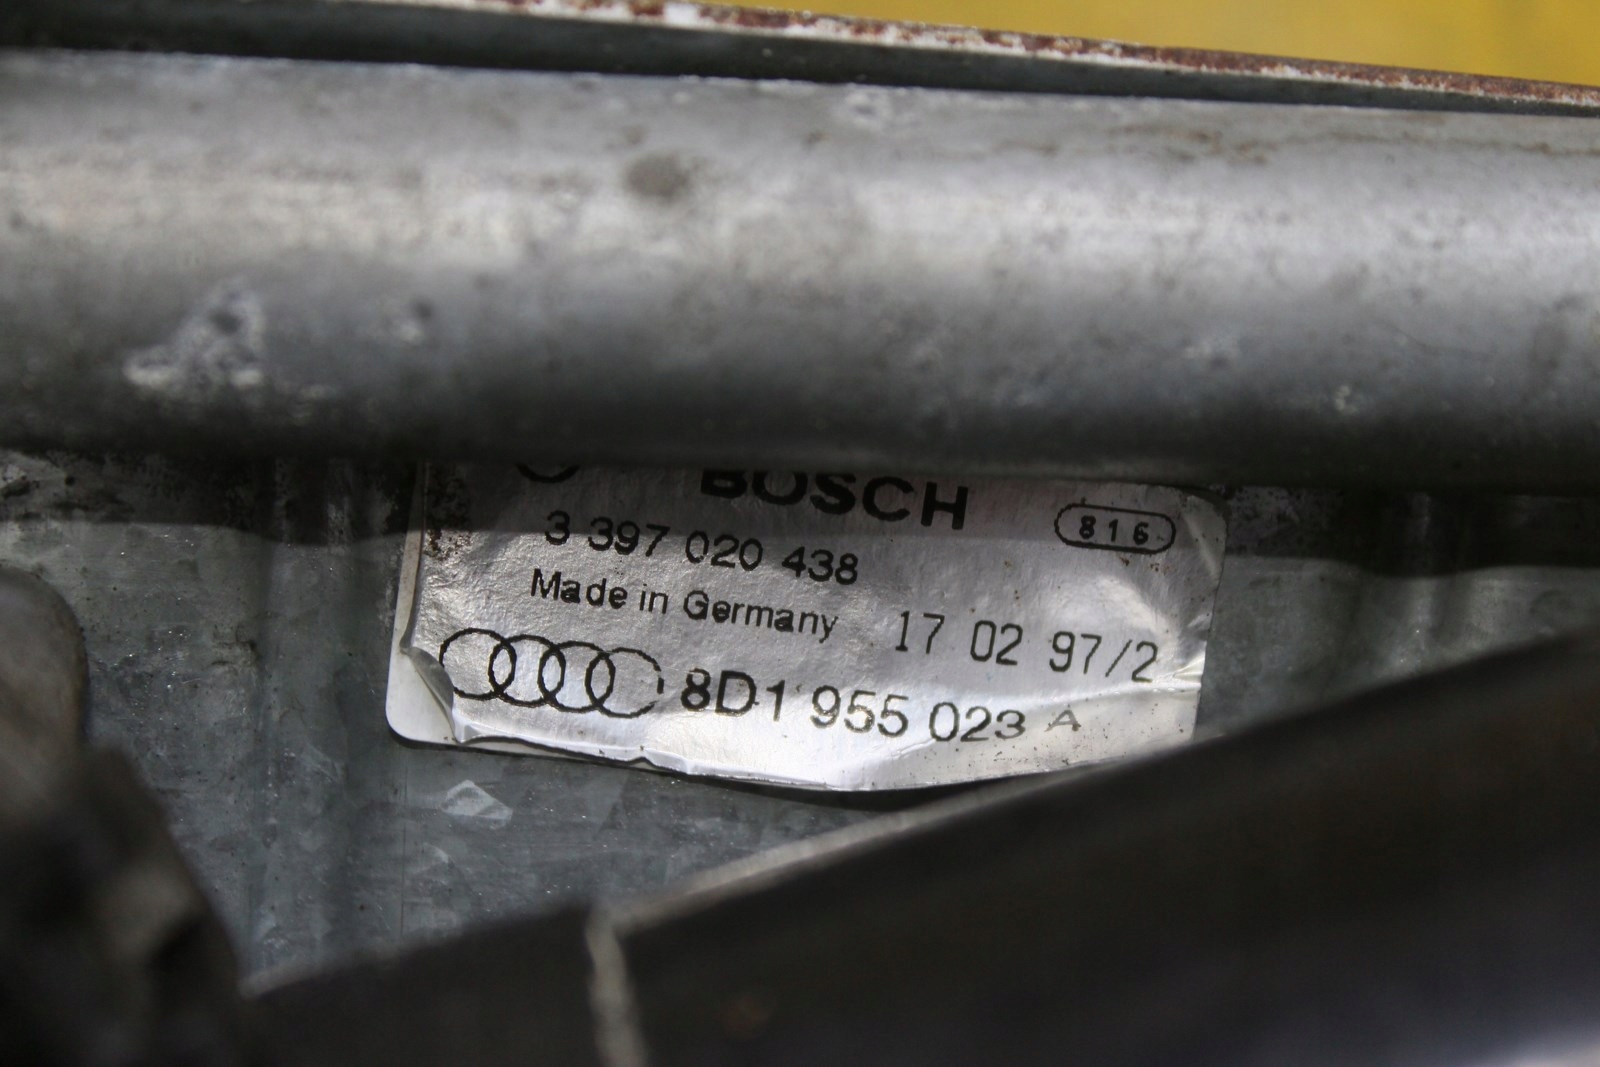 BOSCH
816
3 397 020 438
Made in Germany
17 02 97/2
8D1 955 023 A